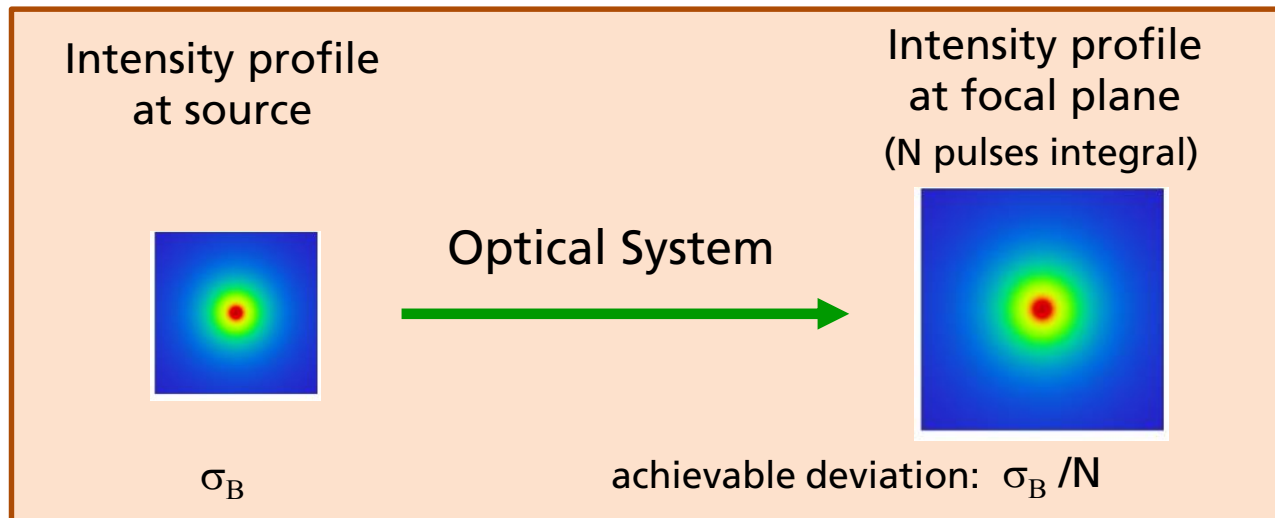 Intensity profile
at source
Intensity profile
at focal plane
(N pulses integral)
Optical System
σB
achievable deviation: σB /N